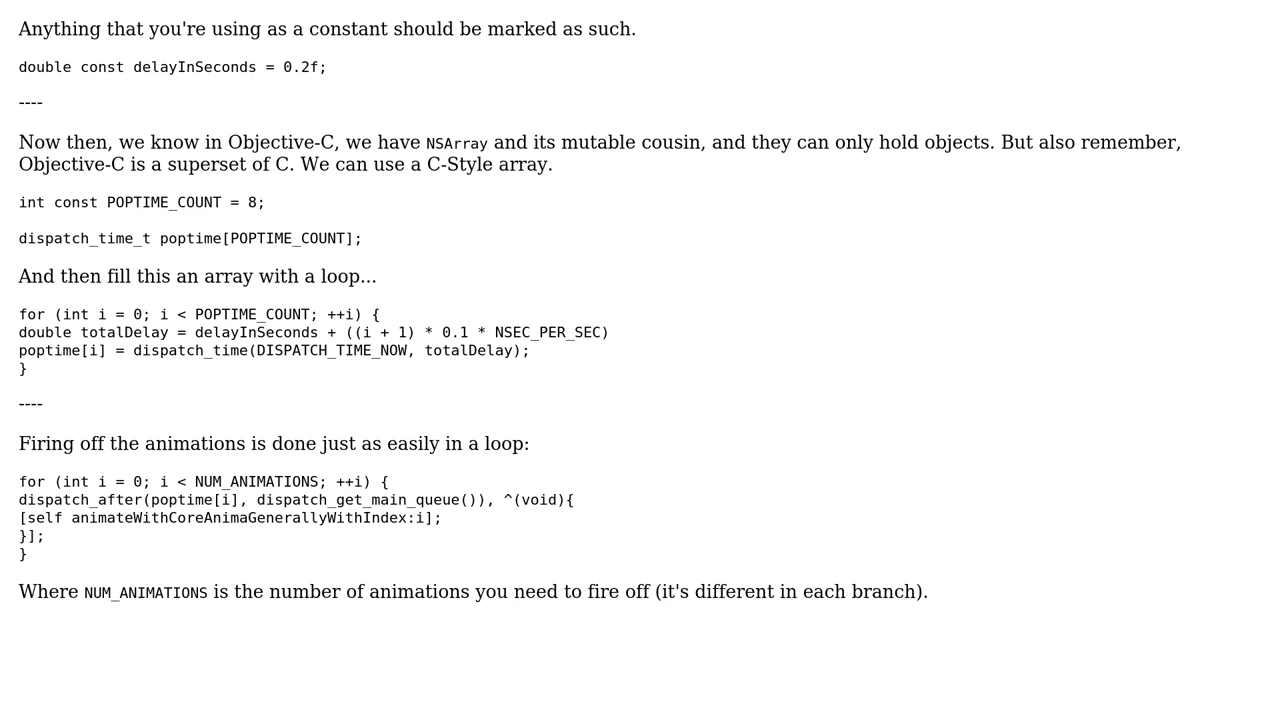 Anything that you're using as a constant should be marked as such.
double const delayInSeconds = 0.2f;
----
Now then, we know in Objective-C, we have NSArray and its mutable cousin, and they can only hold objects. But also remember,
Objective-C is a superset of C. We can use a C-Style array.
int const POPTIME_COUNT = 8;
dispatch_time_t poptime[POPTIME_COUNT];
And then fill this an array with a loop...
for (int i = 0; i < POPTIME_COUNT; ++i) {
double totalDelay = delayInSeconds + ((i + 1) * 0.1 * NSEC_PER_SEC)
poptime[i] = dispatch_time(DISPATCH_TIME_NOW, totalDelay);
}
----
Firing off the animations is done just as easily in a loop:
for (int i = 0; i < NUM_ANIMATIONS; ++i) {
dispatch_after(poptime[i], dispatch_get_main_queue()), ^(void){
[self animateWithCoreAnimaGenerallyWithIndex:i];
}];
}
Where NUM_ANIMATIONS is the number of animations you need to fire off (it's different in each branch).